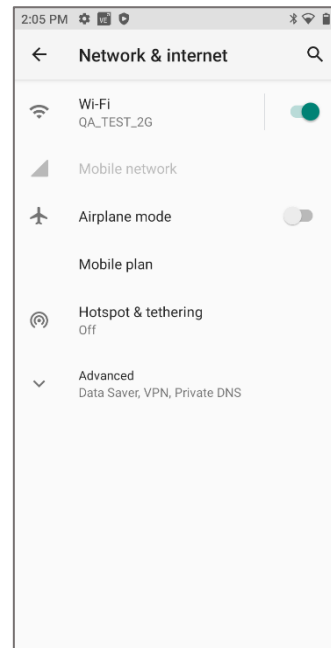 2:05 PM
Network & internet
Wi-Fi
QA_TEST_2G
Mobile network
Airplane mode
Mobile plan
Hotspot & tethering
Off
Advanced
Data Saver, VPN, Private DNS